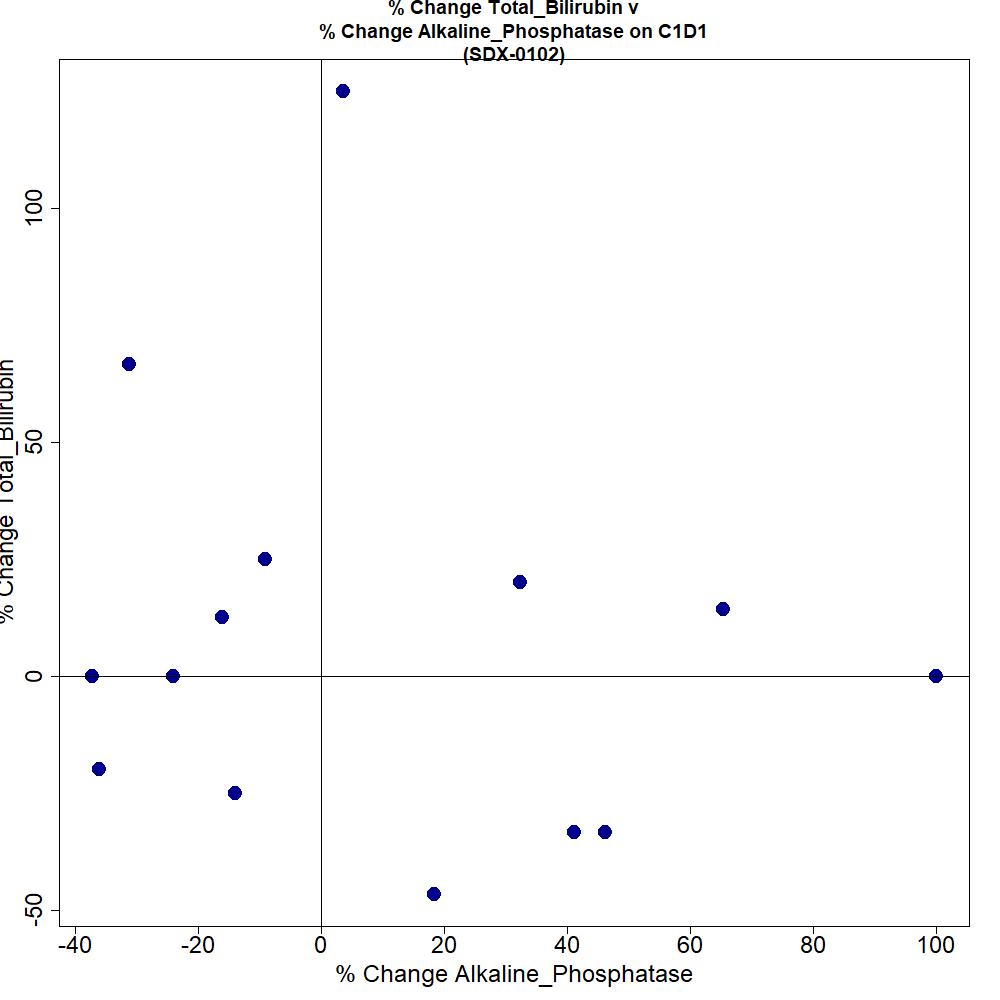 % Change Total_Bilirubin v
% Change Alkaline_Phosphatase on C1D1
(SDX-0102)
% Change Total_Bilirubin
100
50
0
-50
-40
-20
0
20
40
60
80
100
% Change Alkaline_Phosphatase